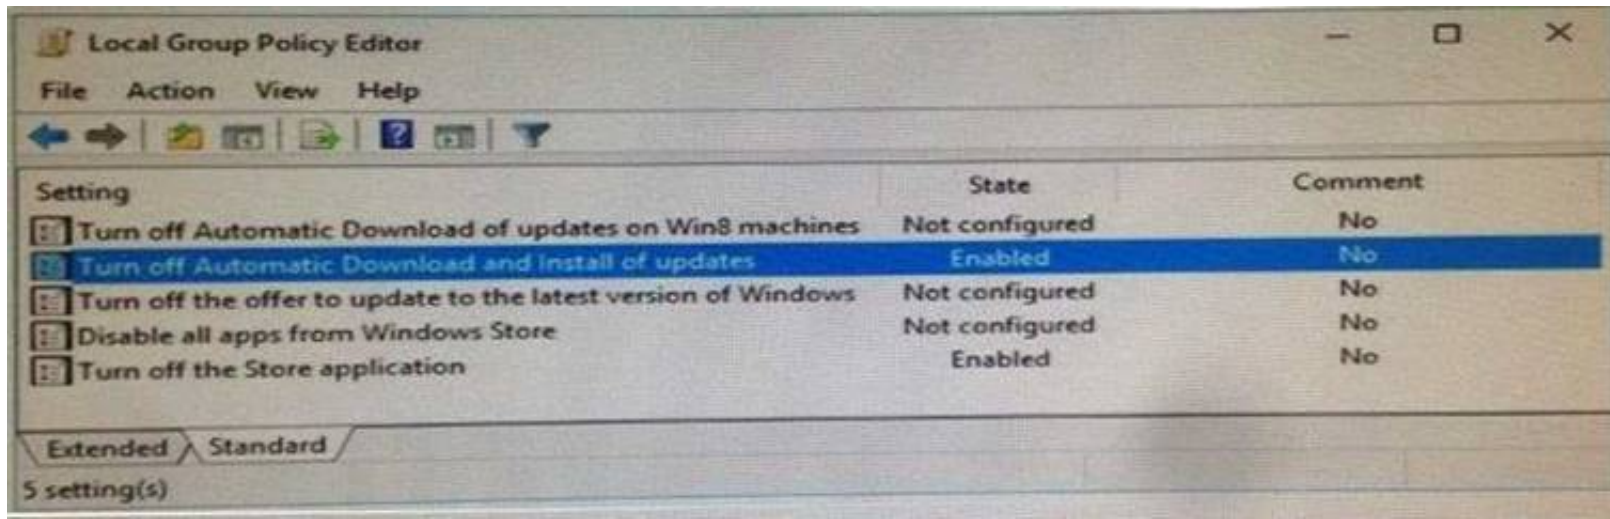 Local Group Policy Editor
File Action View Help
Setting State Comment
Turn off Automatic Download of updates on Win8 machines Not configured No
Turn off Automatic Download and Install of updates Enabled No
Turn off the offer to update to the latest version of Windows Not configured No
Disable all apps from Windows Store Not configured No
Turn off the Store application Enabled No
Extended Standard
5 setting(s)